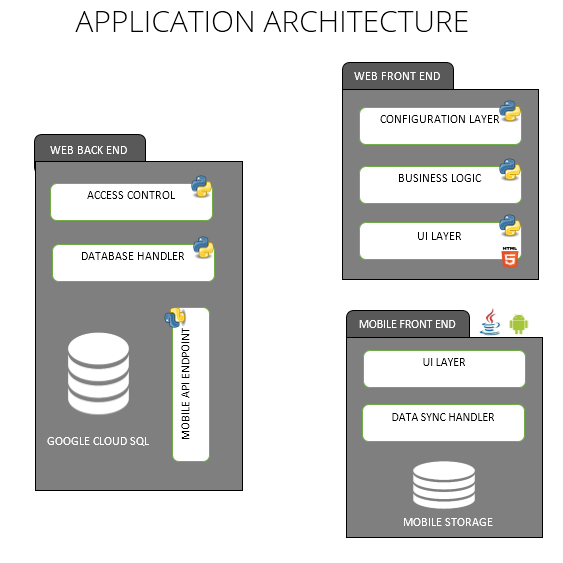 APPLICATION ARCHITECTURE
WEB BACK END
ACCESS CONTROL
DATABASE HANDLER
MOBILE API ENDPOINT
GOOGLE CLOUD SQL
WEB FRONT END
CONFIGURATION LAYER
BUSINESS LOGIC
UI LAYER
HTML
5
MOBILE FRONT END
UI LAYER
DATA SYNC HANDLER
MOBILE STORAGE